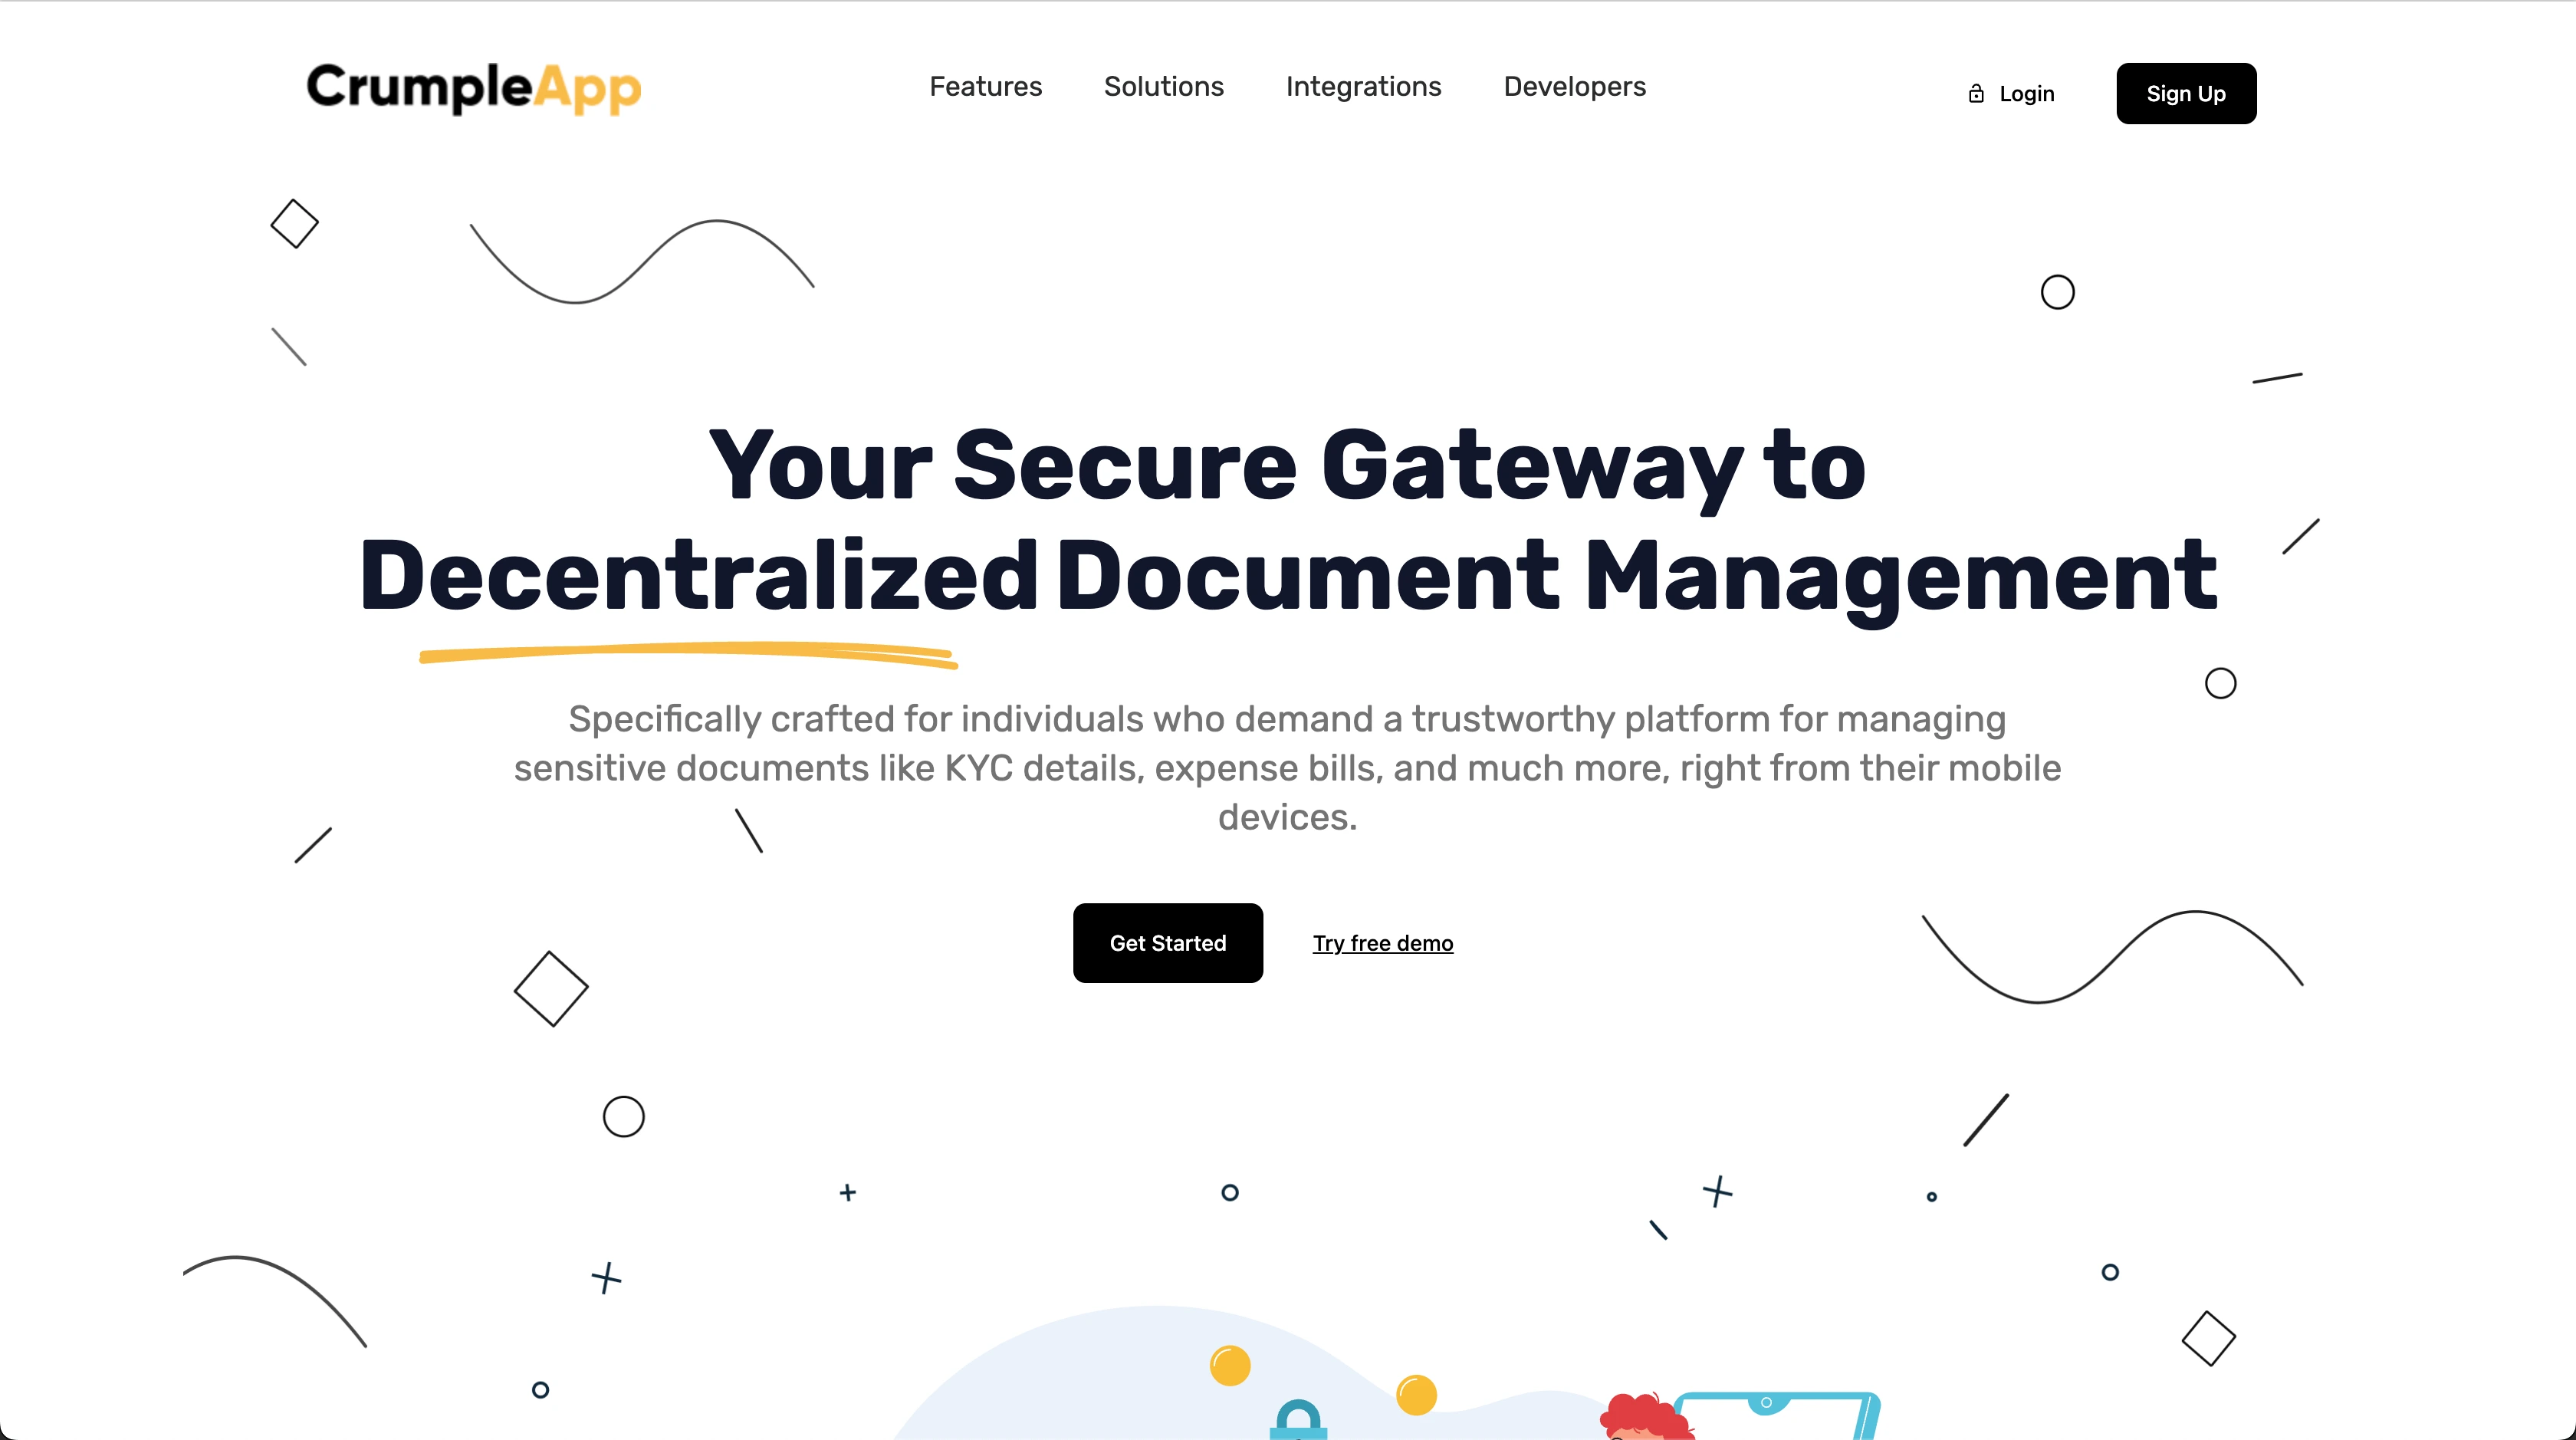 CrumpleApp
Features
Solutions
Integrations
Developers
Login
Sign Up
Your Secure Gateway to
Decentralized Document Management
Specifically crafted for individuals who demand a trustworthy platform for managing
sensitive documents like KYC details, expense bills, and much more, right from their mobile
devices.
Get Started
Try free demo